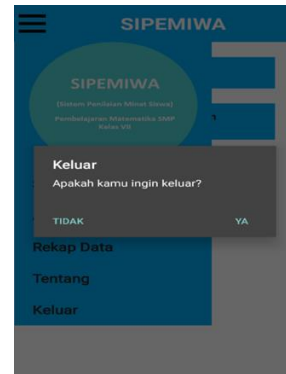 SIPEMIWA
SIPEMIWA
(Sistem Penilaian Minat Siswa)
Pembelajaran Matematika SMP
Kelas VII
Keluar
Apakah kamu ingin keluar?
TIDAK
YA
Rekap Data
Tentang
Keluar